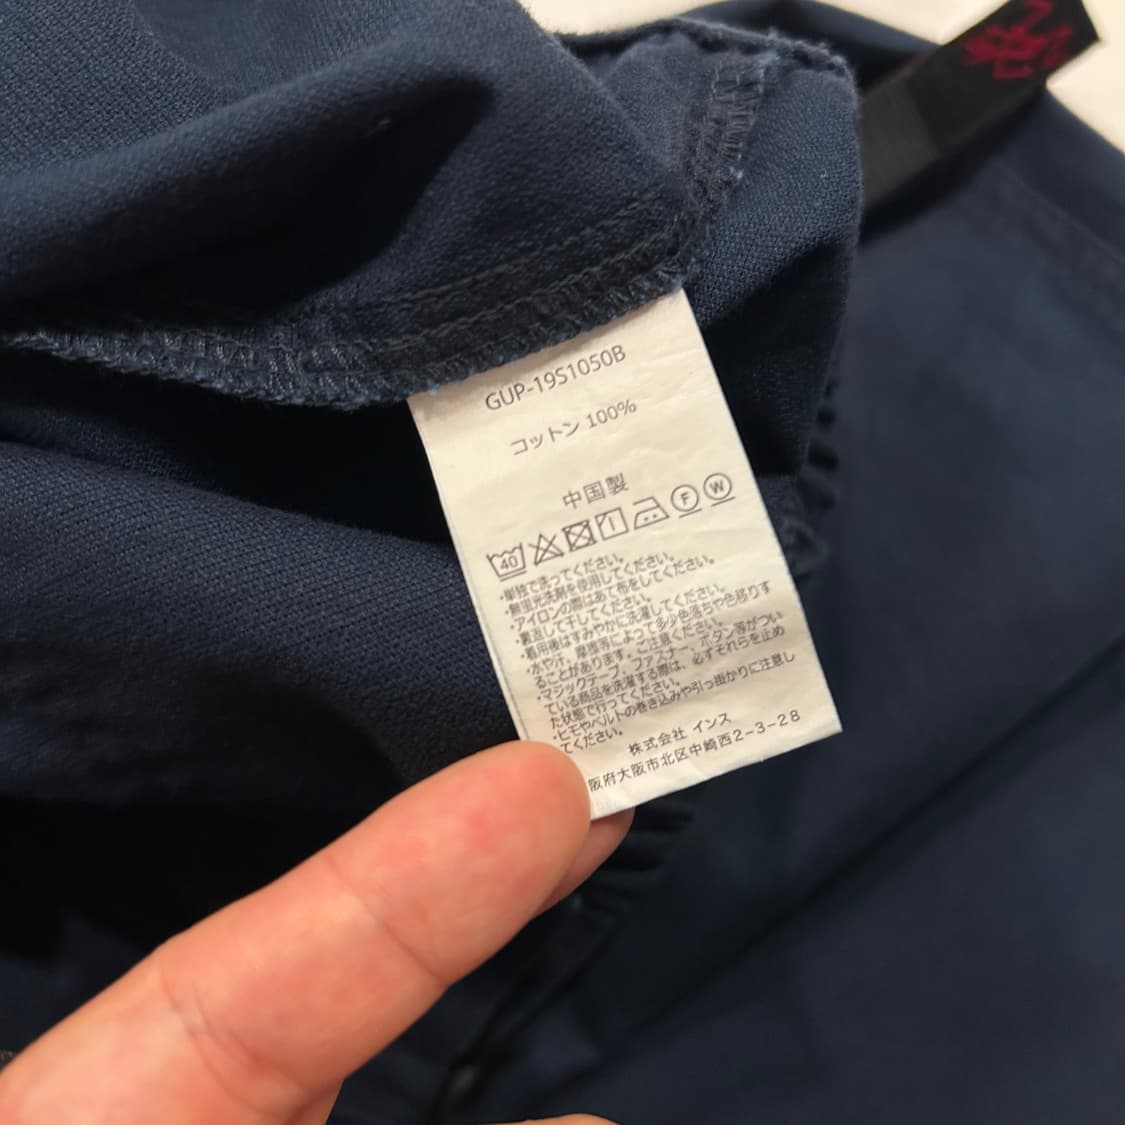 GUP-19S1050B
コットン 100%
中国製
40
F
W
・単独で洗ってください。
・無蛍光洗剤を使用してください。
・アイロンの際はあて布をしてください。
・裏返して干してください。
・着用後はすみやかに洗濯してください。
・水や汗、摩擦等によって多少色落ちや色移りす
ることがあります。ご注意ください。
・マジックテープ、ファスナー、ボタン等がつい
ている商品を洗濯する際は、必ずそれらを止め
た状態で行ってください。
・ヒモやベルトの巻き込みや引っ掛かりに注意し
てください。
株式会社 インス
阪府大阪市北区中崎西2-3-28